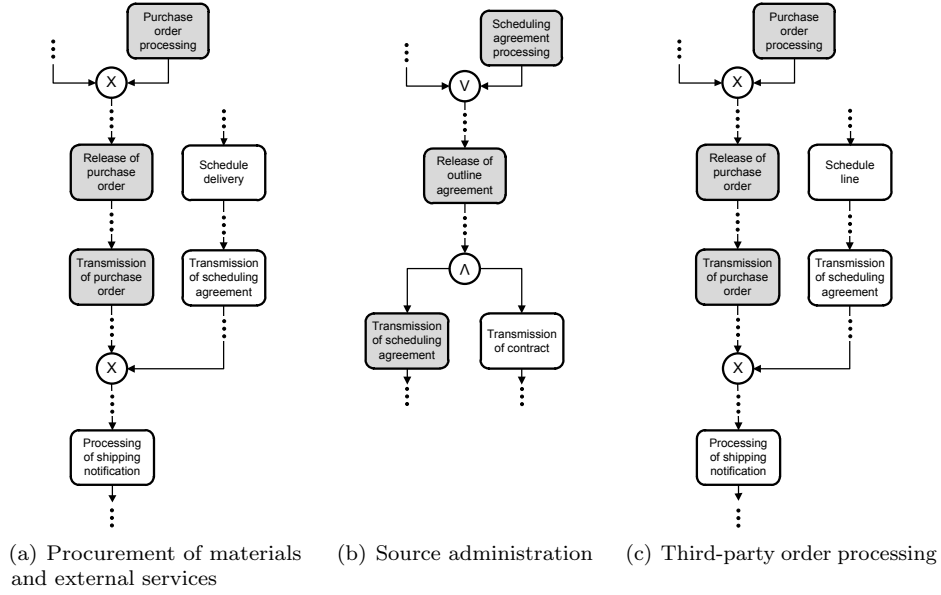 Purchase
order
processing
X
Release of
purchase
order
Schedule
delivery
Transmission
of purchase
order
Transmission
of scheduling
agreement
X
Processing
of shipping
notification
(a) Procurement of materials
and external services
Scheduling
agreement
processing
V
Release of
outline
agreement
Λ
Transmission
of scheduling
agreement
Transmission
of contract
(b) Source administration
Purchase
order
processing
X
Release of
purchase
order
Schedule
line
Transmission
of purchase
order
Transmission
of scheduling
agreement
X
Processing
of shipping
notification
(c) Third-party order processing